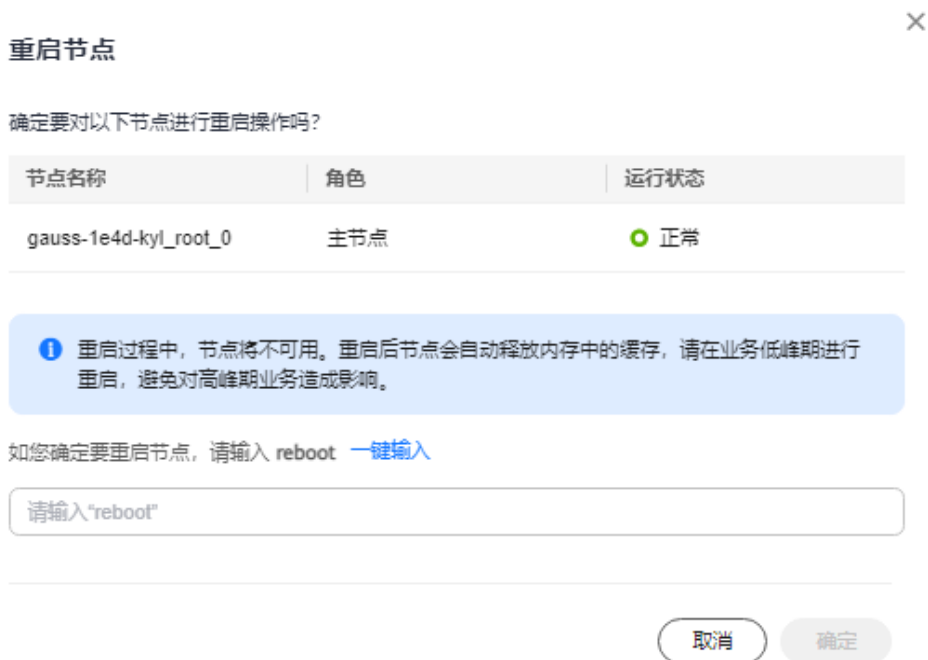 重启节点
确定要对以下节点进行重启操作吗?
节点名称 角色 运行状态
gauss-1e4d-kyl_root_0 主节点 正常
重启过程中，节点将不可用。重启后节点会自动释放内存中的缓存，请在业务低峰期进行
重启，避免对高峰期业务造成影响。
如您确定要重启节点，请输入 reboot 一键输入
请输入“reboot”
取消 确定